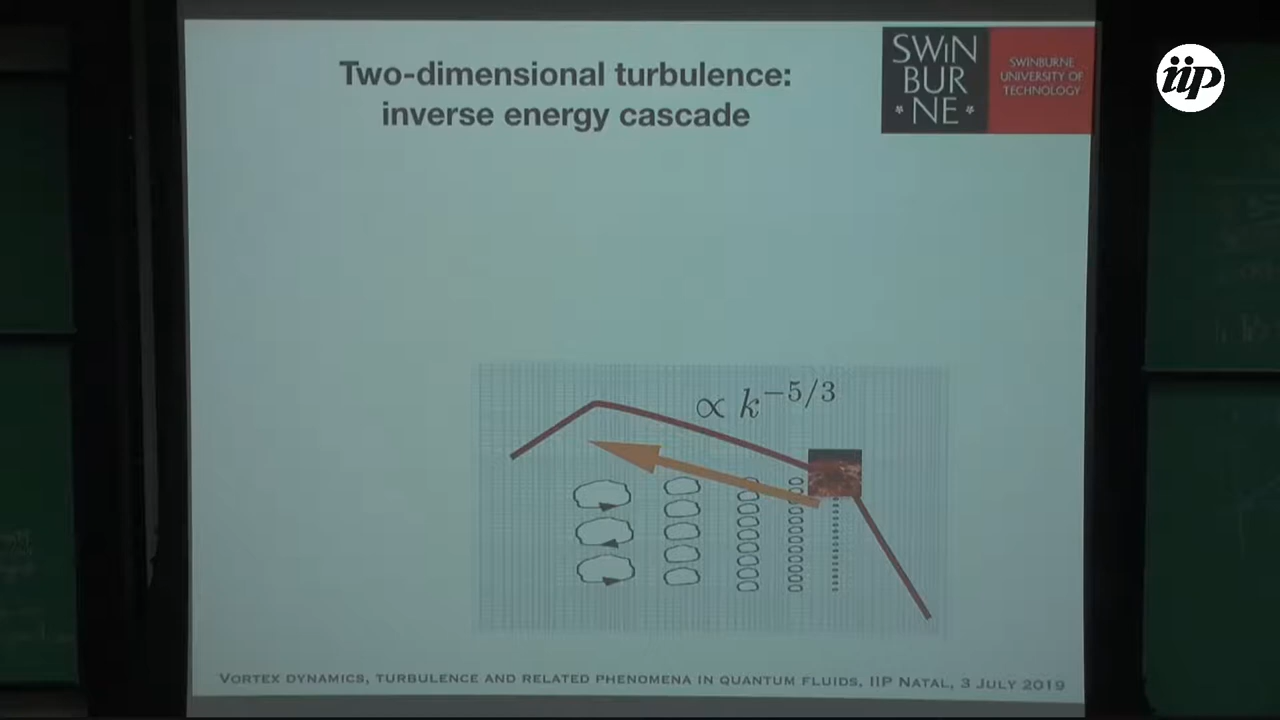 Two-dimensional turbulence:
inverse energy cascade
SWIN
BUR
* NE *
SWINBURNE
UNIVERSITY OF
TECHNOLOGY
iip
∝ k^{-5/3}
VORTEX DYNAMICS, TURBULENCE AND RELATED PHENOMENA IN QUANTUM FLUIDS, IIP NATAL, 3 JULY 2019